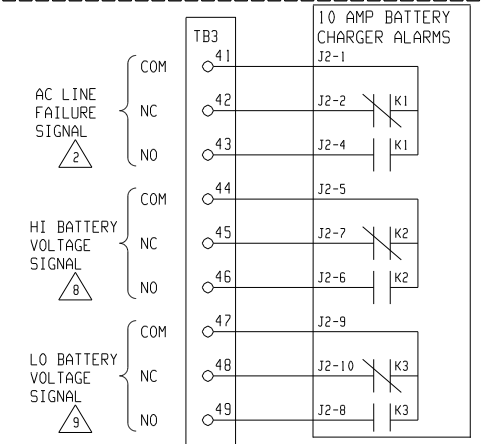 10 AMP BATTERY
CHARGER ALARMS
TB3
41
J2-1
COM
AC LINE
FAILURE
SIGNAL
2
42
NC
J2-2
K1
43
NO
J2-4
K1
44
COM
J2-5
HI BATTERY
VOLTAGE
SIGNAL
8
45
NC
J2-7
K2
46
NO
J2-6
K2
47
COM
J2-9
LO BATTERY
VOLTAGE
SIGNAL
9
48
NC
J2-10
K3
49
NO
J2-8
K3